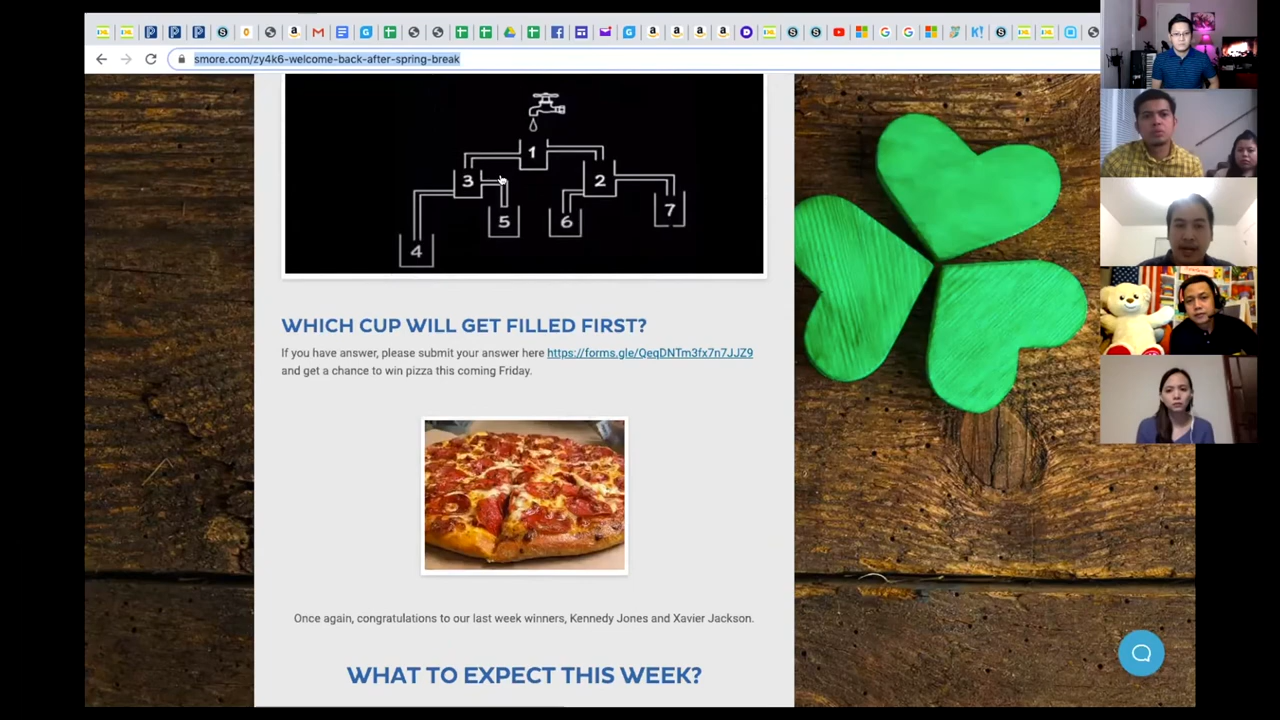 smore.com/zy4k6-welcome-back-after-spring-break
1
3
2
5
6
7
4
WHICH CUP WILL GET FILLED FIRST?
If you have answer, please submit your answer here https://forms.gle/QeqDNTm3fx7n7JJZ9
and get a chance to win pizza this coming Friday.
Once again, congratulations to our last week winners, Kennedy Jones and Xavier Jackson.
WHAT TO EXPECT THIS WEEK?